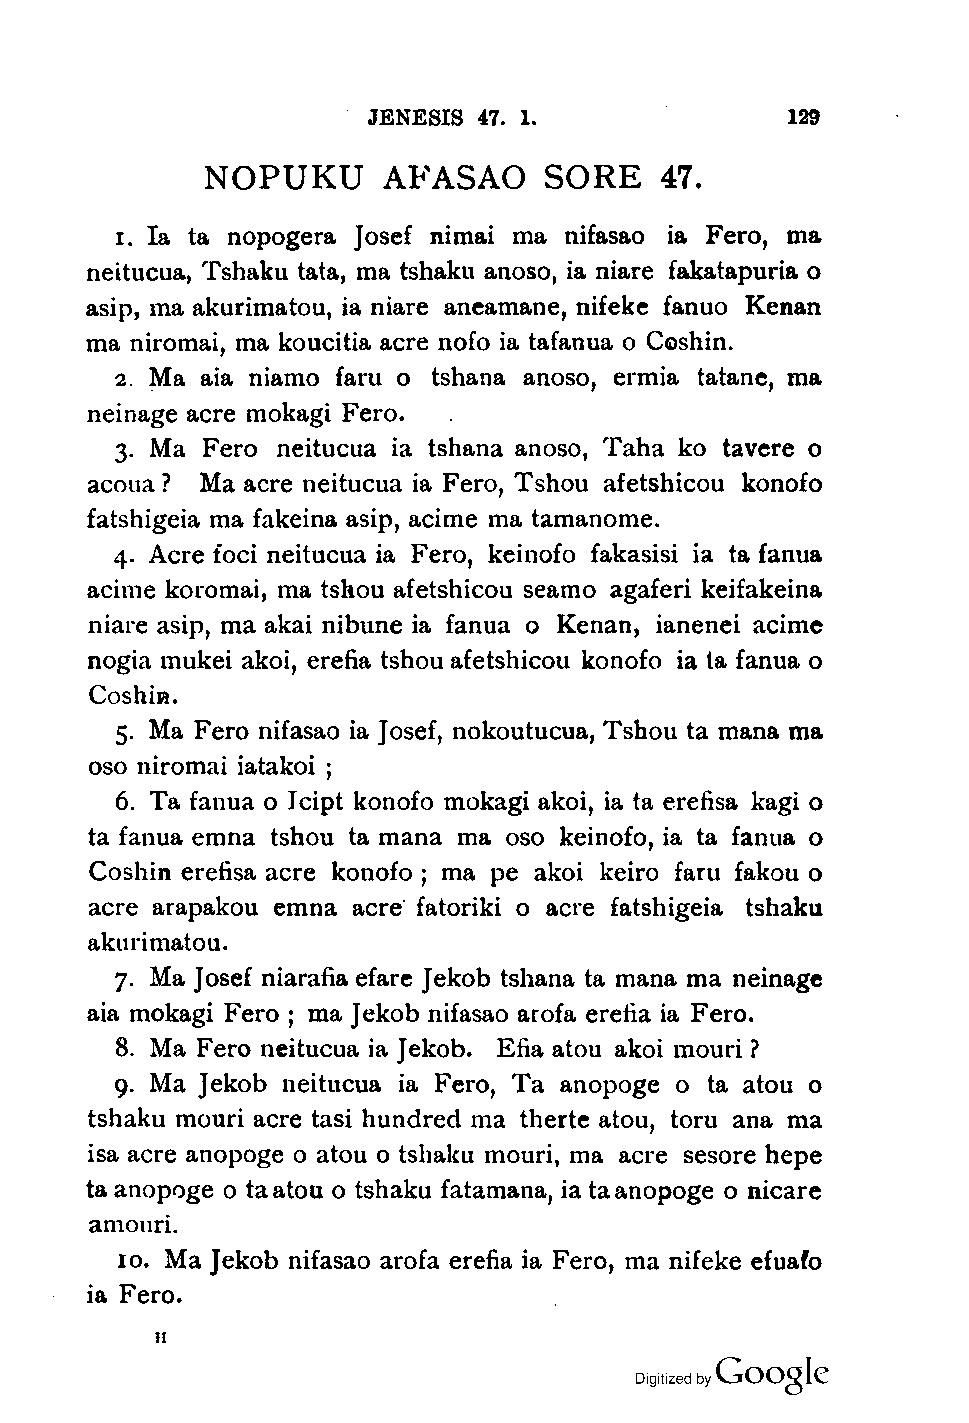 JENESIS 47. 1. 129
NOPUKU AFASAO SORE 47.
1. Ia ta nopogera Josef nimai ma nifasao ia Fero, ma
neitucua, Tshaku tata, ma tshaku anoso, ia niare fakatapuria o
asip, ma akurimatou, ia niare aneamane, nifeke fanuo Kenan
ma niromai, ma koucitia acre nofo ia tafanua o Coshin.
2. Ma aia niamo faru o tshana anoso, ermia tatane, ma
neinage acre mokagi Fero.
3. Ma Fero neitucua ia tshana anoso, Taha ko tavere o
acoua? Ma acre neitucua ia Fero, Tshou afetshicou konofo
fatshigeia ma fakeina asip, acime ma tamanome.
4. Acre foci neitucua ia Fero, keinofo fakasisi ia ta fanua
acime koromai, ma tshou afetshicou seamo agaferi keifakeina
niare asip, ma akai nibune ia fanua o Kenan, ianenei acime
nogia mukei akoi, erefia tshou afetshicou konofo ia ta fanua o
Coshin.
5. Ma Fero nifasao ia Josef, nokoutucua, Tshou ta mana ma
oso niromai iatakoi ;
6. Ta fanua o Icipt konofo mokagi akoi, ia ta erefisa kagi o
ta fanua emna tshou ta mana ma oso keinofo, ia ta fanua o
Coshin erefisa acre konofo ; ma pe akoi keiro faru fakou o
acre arapakou emna acre fatoriki o acre fatshigeia tshaku
akurimatou.
7. Ma Josef niarafia efare Jekob tshana ta mana ma neinage
aia mokagi Fero ; ma Jekob nifasao arofa erefia ia Fero.
8. Ma Fero neitucua ia Jekob. Efia atou akoi mouri ?
9. Ma Jekob neitucua ia Fero, Ta anopoge o ta atou o
tshaku mouri acre tasi hundred ma therte atou, toru ana ma
isa acre anopoge o atou o tshaku mouri, ma acre sesore hepe
ta anopoge o ta atou o tshaku fatamana, ia ta anopoge o nicare
amouri.
10. Ma Jekob nifasao arofa erefia ia Fero, ma nifeke efuafo
ia Fero.
H
Digitized by Google